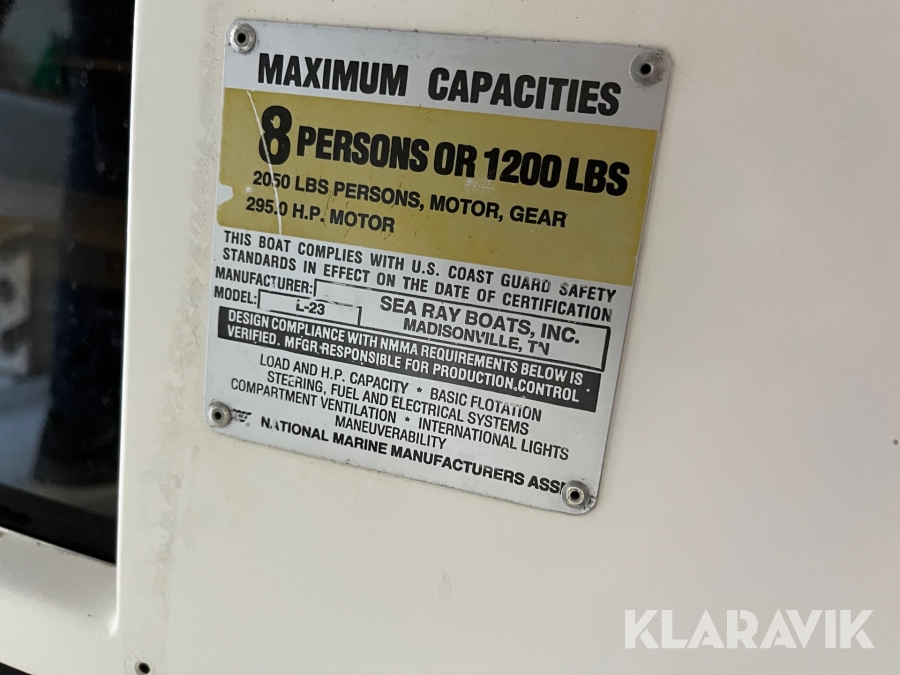 MAXIMUM CAPACITIES
8 PERSONS OR 1200 LBS
2050 LBS PERSONS, MOTOR, GEAR
295.0 H.P. MOTOR
THIS BOAT COMPLIES WITH U.S. COAST GUARD SAFETY
STANDARDS IN EFFECT ON THE DATE OF CERTIFICATION
MANUFACTURER: SEA RAY BOATS, INC.
MADISONVILLE, TN
MODEL: L-23
DESIGN COMPLIANCE WITH NMMA REQUIREMENTS BELOW IS
VERIFIED. MFGR-RESPONSIBLE FOR PRODUCTION CONTROL
LOAD AND H.P. CAPACITY * BASIC FLOTATION
STEERING, FUEL AND ELECTRICAL SYSTEMS
COMPARTMENT VENTILATION * INTERNATIONAL LIGHTS
MANEUVERABILITY
NATIONAL MARINE MANUFACTURERS ASS
KLARAVIK